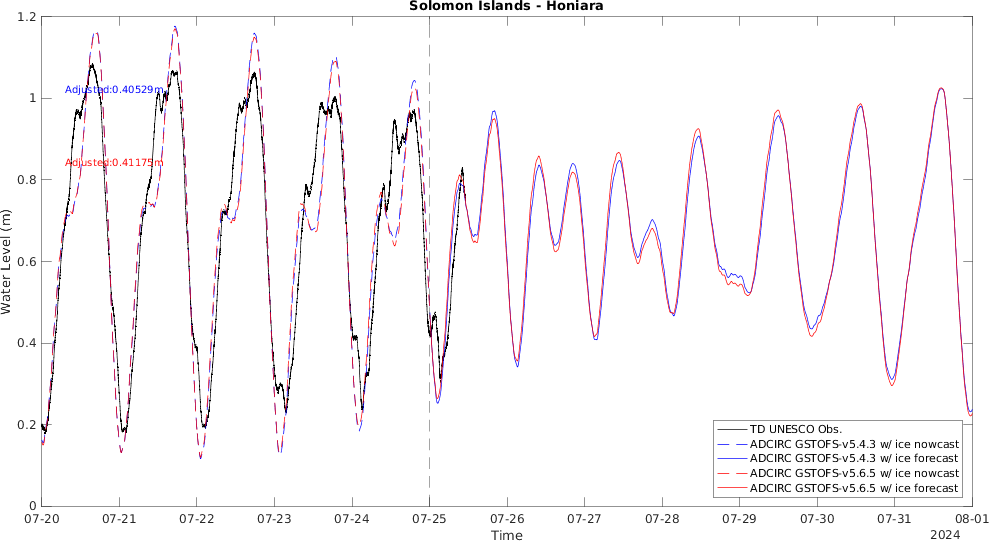 Solomon Islands - Honiara
Water Level (m)
1.2
1
0.8
0.6
0.4
0.2
0
Adjusted:0.40529m
Adjusted:0.41175m
TD UNESCO Obs.
ADCIRC GSTOFS-v5.4.3 w/ ice nowcast
ADCIRC GSTOFS-v5.4.3 w/ ice forecast
ADCIRC GSTOFS-v5.6.5 w/ ice nowcast
ADCIRC GSTOFS-v5.6.5 w/ ice forecast
07-20 07-21 07-22 07-23 07-24 07-25 07-26 07-27 07-28 07-29 07-30 07-31 08-01
Time
2024